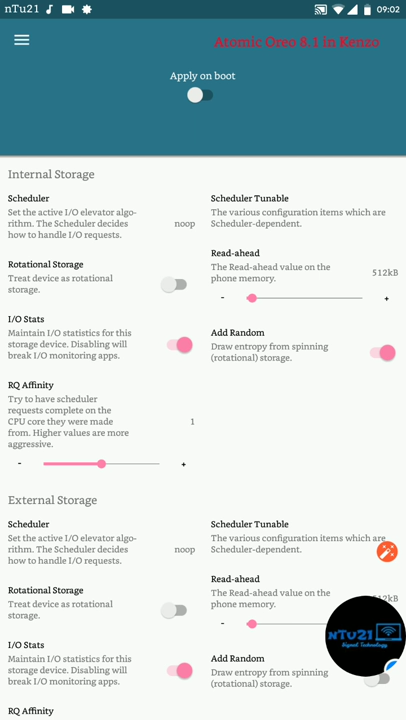 nTu21
09:02
Atomic Oreo 8.1 in Kenzo
Apply on boot
Internal Storage
Scheduler
Set the active I/O elevator algo-
rithm. The Scheduler decides
how to handle I/O requests.
noop
Scheduler Tunable
The various configuration items which are
Scheduler-dependent.
Rotational Storage
Treat device as rotational
storage.
Read-ahead
The Read-ahead value on the
phone memory.
512kB
- +
I/O Stats
Maintain I/O statistics for this
storage device. Disabling will
break I/O monitoring apps.
Add Random
Draw entropy from spinning
(rotational) storage.
RQ Affinity
Try to have scheduler
requests complete on the
CPU core they were made
from. Higher values are more
aggressive.
1
- +
External Storage
Scheduler
Set the active I/O elevator algo-
rithm. The Scheduler decides
how to handle I/O requests.
noop
Scheduler Tunable
The various configuration items which are
Scheduler-dependent.
Rotational Storage
Treat device as rotational
storage.
Read-ahead
The Read-ahead value on the
phone memory.
512kB
-
nTU21
Signal Technology
I/O Stats
Maintain I/O statistics for this
storage device. Disabling will
break I/O monitoring apps.
Add Random
Draw entropy from spinning
(rotational) storage.
RQ Affinity